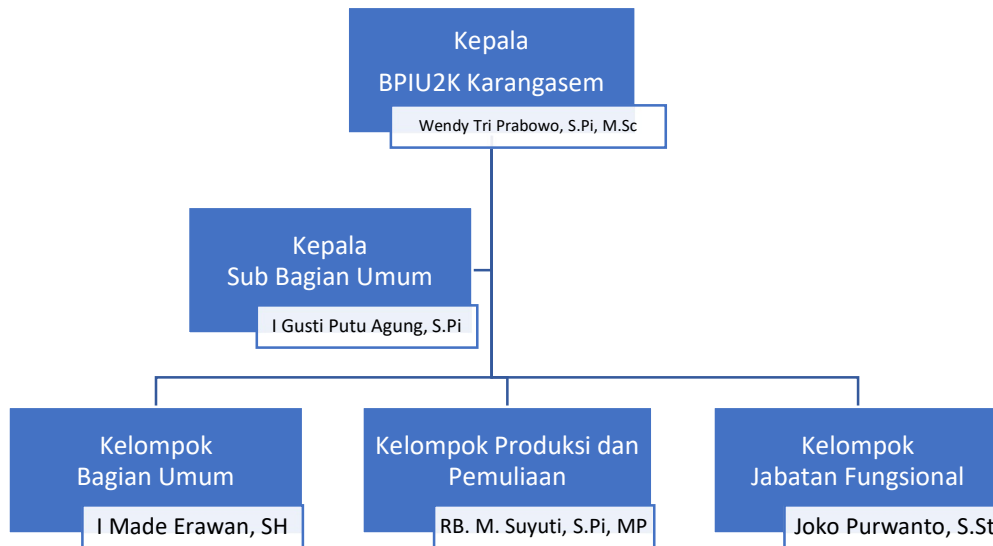 Kepala
BPIU2K Karangasem
Wendy Tri Prabowo, S.Pi, M.Sc
Kepala
Sub Bagian Umum
I Gusti Putu Agung, S.Pi
Kelompok
Bagian Umum
I Made Erawan, SH
Kelompok Produksi dan
Pemuliaan
RB. M. Suyuti, S.Pi, MP
Kelompok
Jabatan Fungsional
Joko Purwanto, S.St